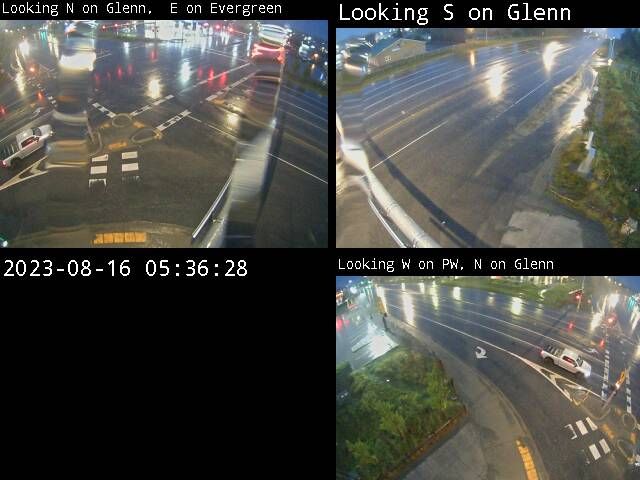 Looking N on Glenn, E on Evergreen
Looking S on Glenn
2023-08-16 05:36:28
Looking W on PW, N on Glenn